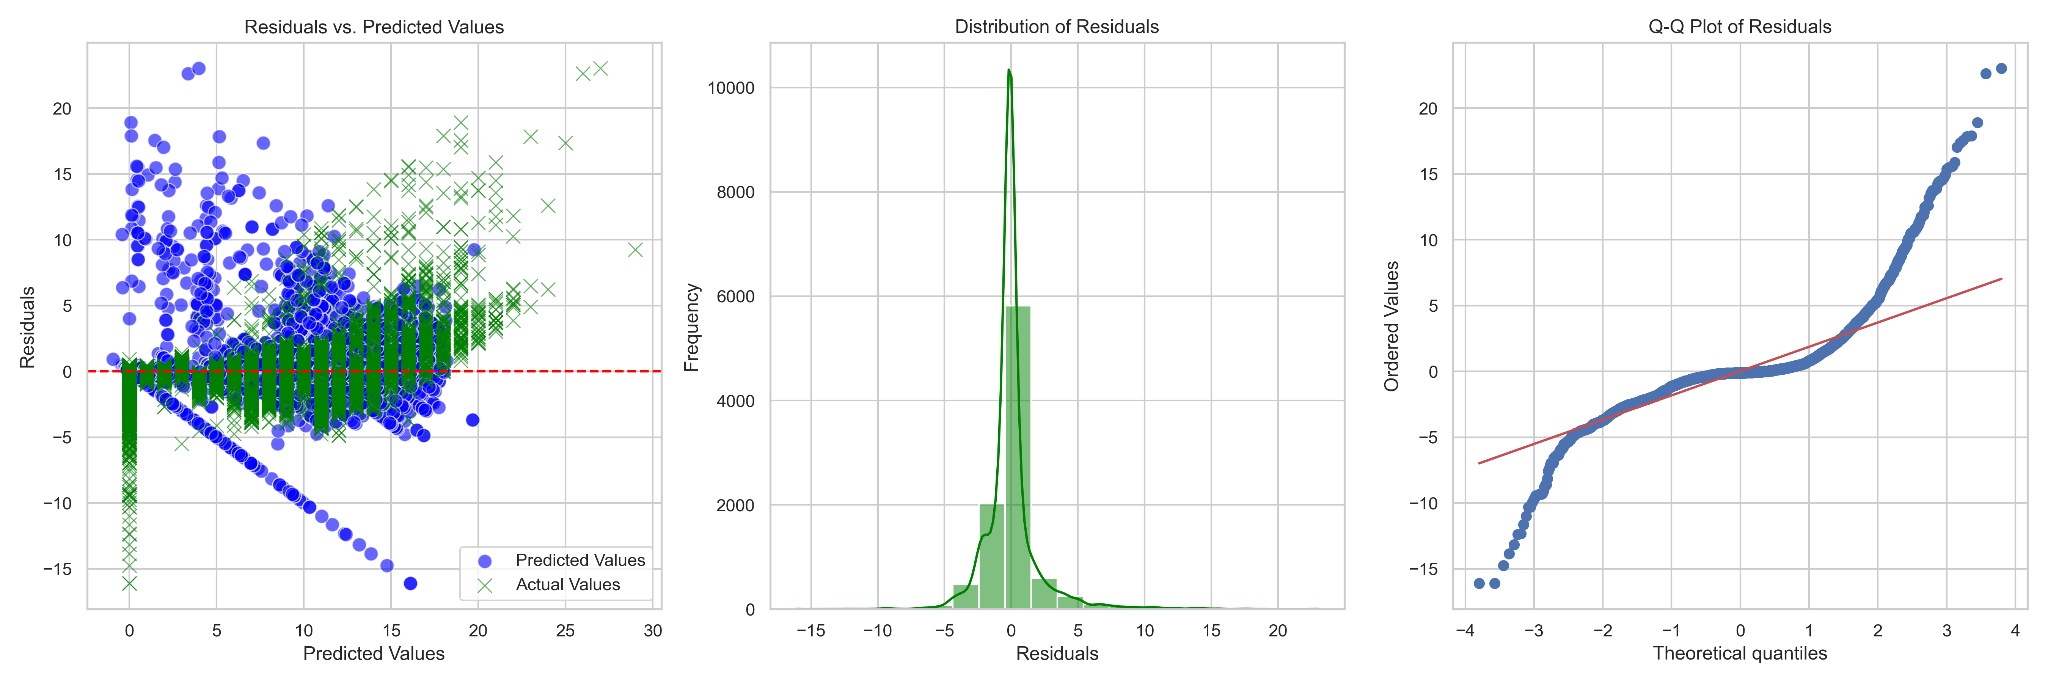 Residuals vs. Predicted Values
20
15
10
5
0
−5
−10
−15
Residuals
0 5 10 15 20 25 30
Predicted Values
Predicted Values
Actual Values
Distribution of Residuals
10000
8000
6000
4000
2000
0
Frequency
−15 −10 −5 0 5 10 15 20
Residuals
Q-Q Plot of Residuals
20
15
10
5
0
−5
−10
−15
Ordered Values
−4 −3 −2 −1 0 1 2 3 4
Theoretical quantiles